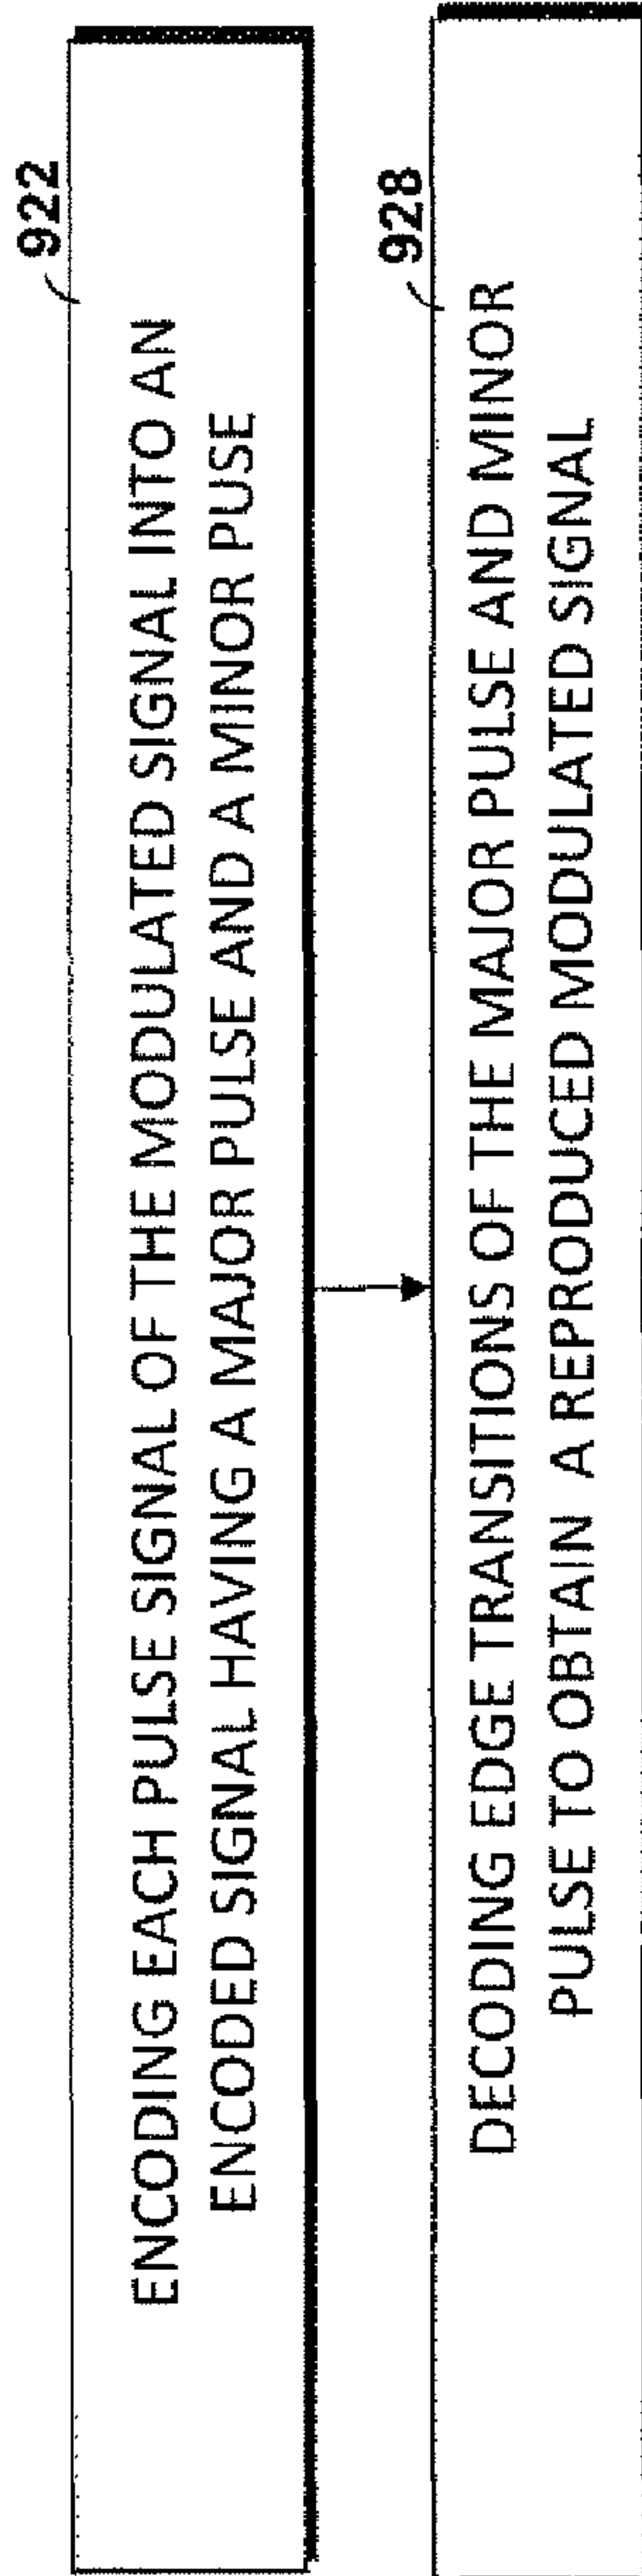 922
ENCODING EACH PULSE SIGNAL OF THE MODULATED SIGNAL INTO AN
ENCODED SIGNAL HAVING A MAJOR PULSE AND A MINOR PUSE
928
DECODING EDGE TRANSITIONS OF THE MAJOR PULSE AND MINOR
PULSE TO OBTAIN A REPRODUCED MODULATED SIGNAL